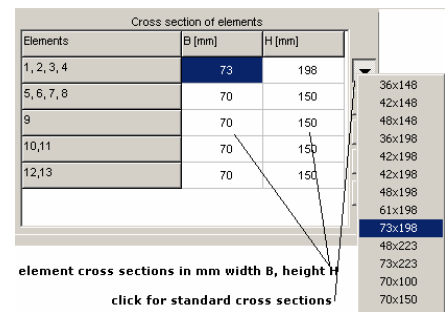 Cross section of elements
Elements B [mm] H [mm]
1, 2, 3, 4 73 198
5, 6, 7, 8 70 150
9 70 150
10,11 70 150
12,13 70 150
36x148
42x148
48x148
36x198
42x198
42x198
48x198
61x198
73x198
48x223
73x223
70x100
70x150
element cross sections in mm width B, height H
click for standard cross sections